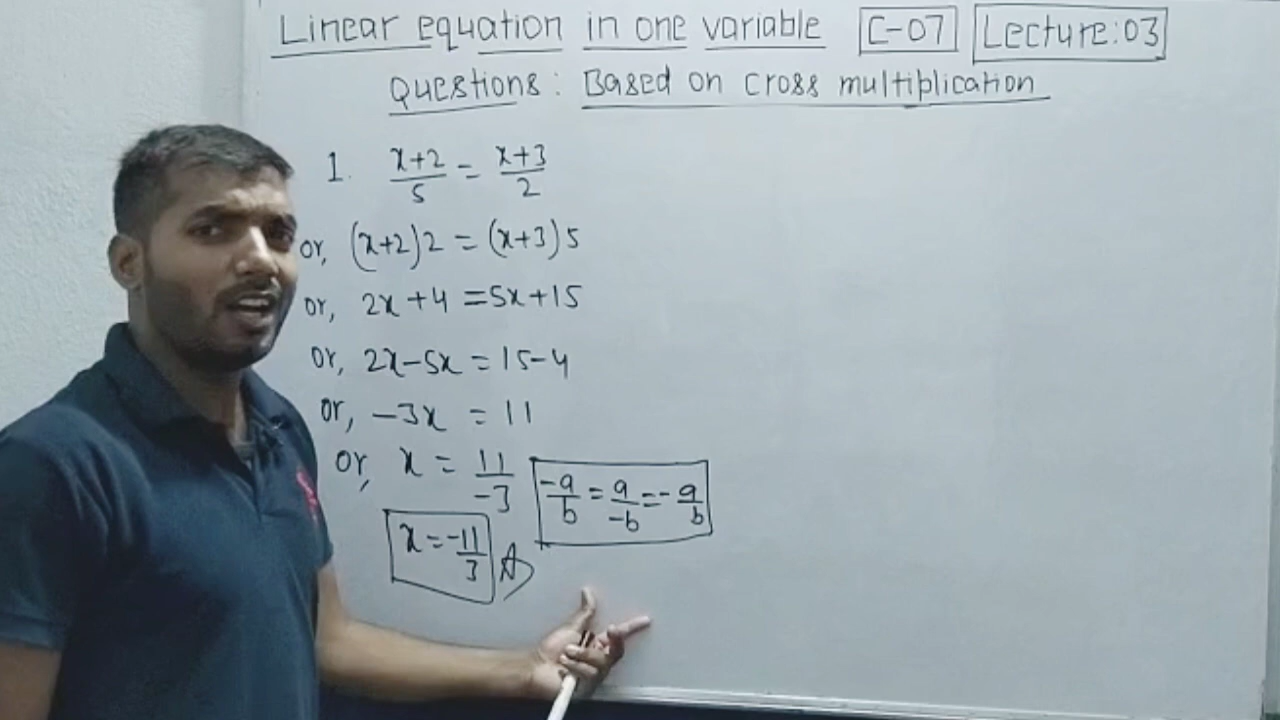 Linear equation in one variable C-07 Lecture:03
Questions: Based on cross multiplication
1. x+2/5 = x+3/2
or, (x+2)2 = (x+3)5
or, 2x+4 = 5x+15
or, 2x-5x = 15-4
or, -3x = 11
or, x = 11/-3
-a/b = a/-b = -a/b
x = -11/3